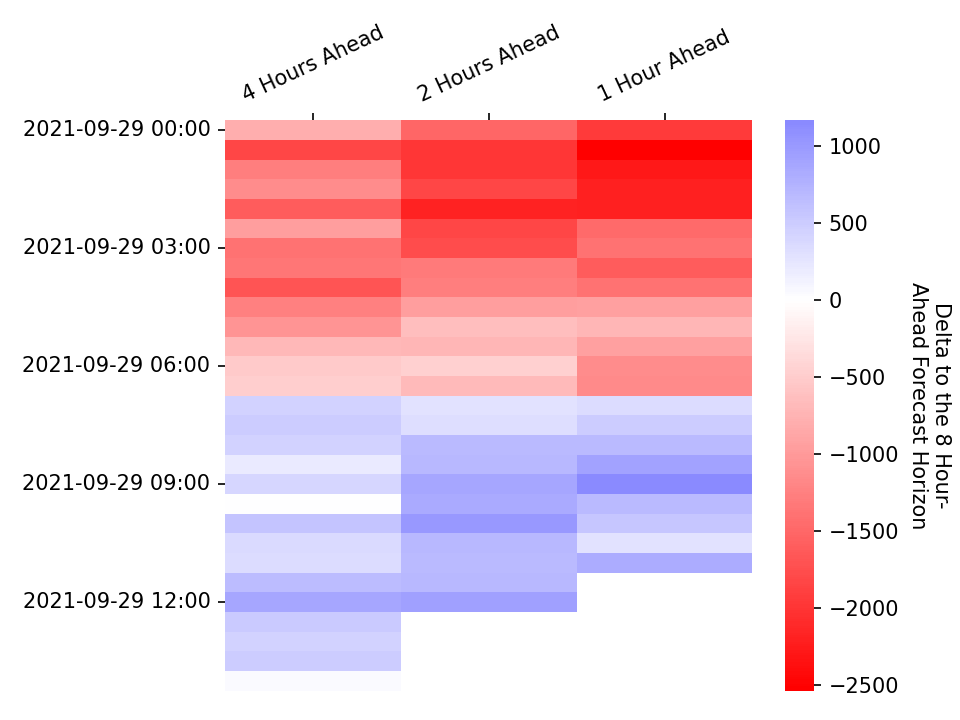 4 Hours Ahead
2 Hours Ahead
1 Hour Ahead
2021-09-29 00:00
2021-09-29 03:00
2021-09-29 06:00
2021-09-29 09:00
2021-09-29 12:00
1000
500
0
−500
−1000
−1500
−2000
−2500
Delta to the 8 Hour-
Ahead Forecast Horizon